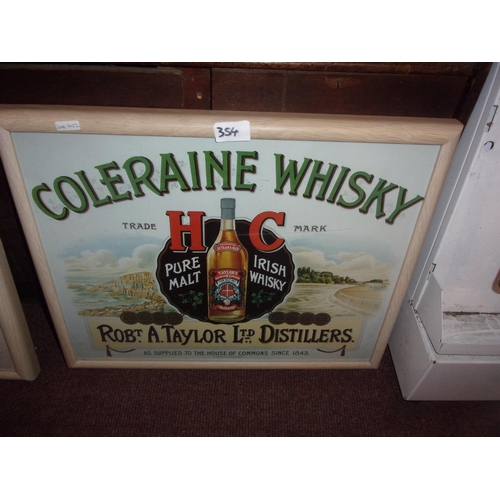 354
COLERAINE WHISKY
TRADE MARK
H C
PURE MALT
IRISH WHISKY
TAYLOR'S
ROBT. A. TAYLOR LTD. DISTILLERS.
AS SUPPLIED TO THE HOUSE OF COMMONS SINCE 1843.